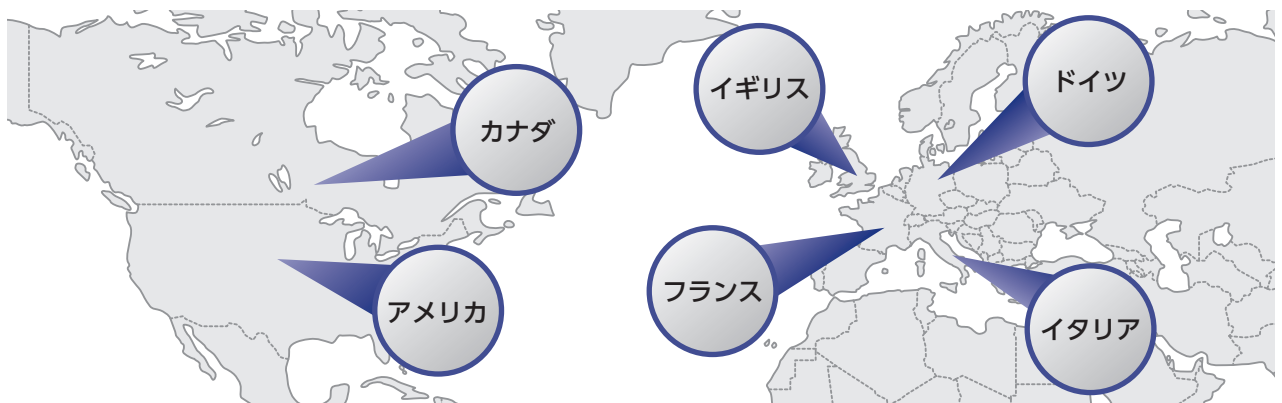 カナダ
アメリカ
イギリス
ドイツ
フランス
イタリア